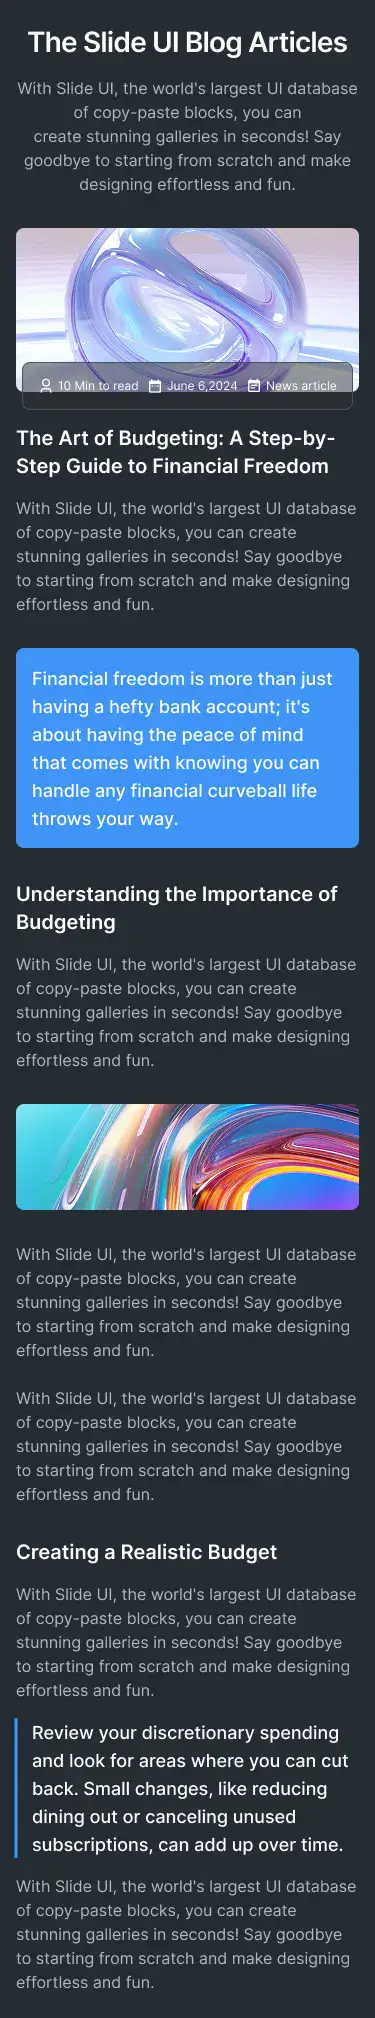 The Slide UI Blog Articles
With Slide UI, the world's largest UI database
of copy-paste blocks, you can
create stunning galleries in seconds! Say
goodbye to starting from scratch and make
designing effortless and fun.
10 Min to read June 6,2024 News article
The Art of Budgeting: A Step-by-
Step Guide to Financial Freedom
With Slide UI, the world's largest UI database
of copy-paste blocks, you can create
stunning galleries in seconds! Say goodbye
to starting from scratch and make designing
effortless and fun.
Financial freedom is more than just
having a hefty bank account; it's
about having the peace of mind
that comes with knowing you can
handle any financial curveball life
throws your way.
Understanding the Importance of
Budgeting
With Slide UI, the world's largest UI database
of copy-paste blocks, you can create
stunning galleries in seconds! Say goodbye
to starting from scratch and make designing
effortless and fun.
With Slide UI, the world's largest UI database
of copy-paste blocks, you can create
stunning galleries in seconds! Say goodbye
to starting from scratch and make designing
effortless and fun.
With Slide UI, the world's largest UI database
of copy-paste blocks, you can create
stunning galleries in seconds! Say goodbye
to starting from scratch and make designing
effortless and fun.
Creating a Realistic Budget
With Slide UI, the world's largest UI database
of copy-paste blocks, you can create
stunning galleries in seconds! Say goodbye
to starting from scratch and make designing
effortless and fun.
Review your discretionary spending
and look for areas where you can cut
back. Small changes, like reducing
dining out or canceling unused
subscriptions, can add up over time.
With Slide UI, the world's largest UI database
of copy-paste blocks, you can create
stunning galleries in seconds! Say goodbye
to starting from scratch and make designing
effortless and fun.